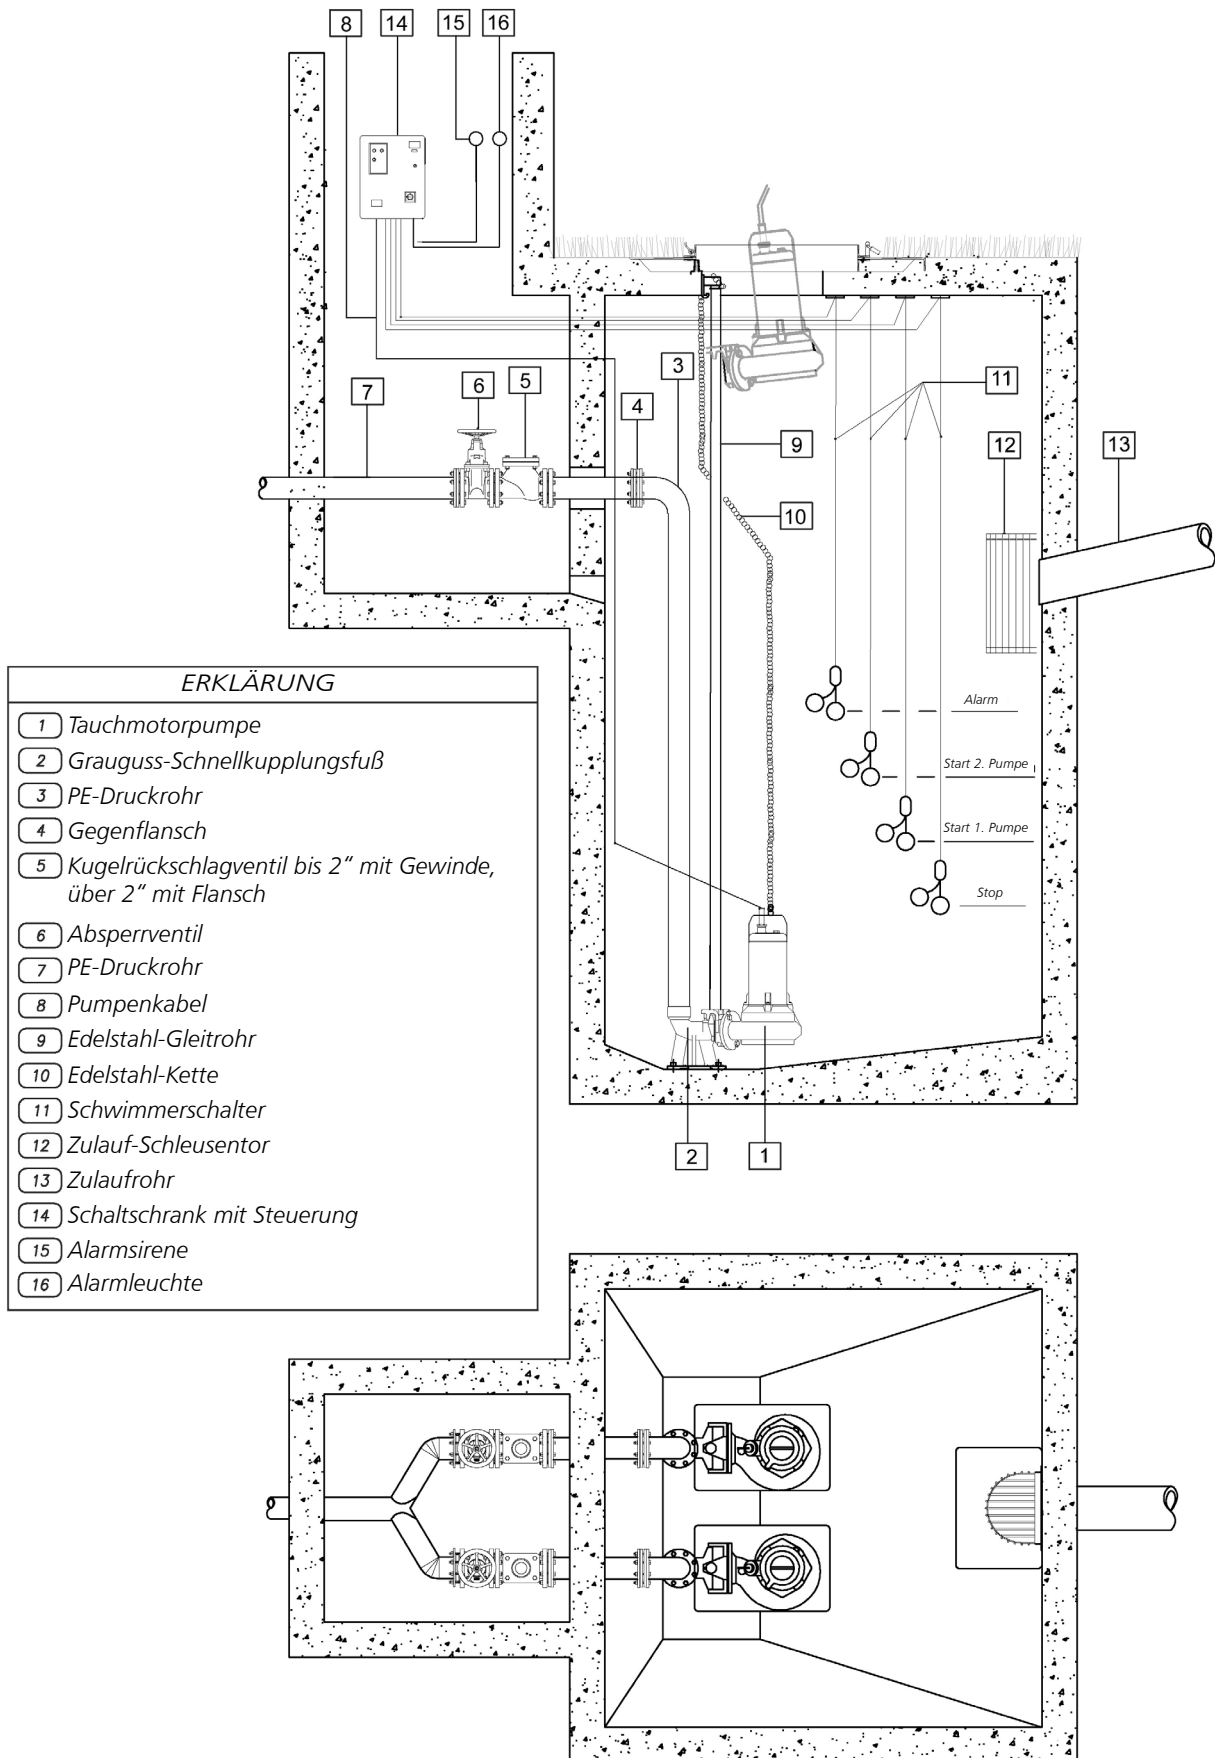 8 14 15 16
3
5
6
7
4
11
9
12 13
10
ERKLÄRUNG
1 Tauchmotorpumpe
2 Grauguss-Schnellkupplungsfuß
3 PE-Druckrohr
4 Gegenflansch
5 Kugelrückschlagventil bis 2“ mit Gewinde,
über 2“ mit Flansch
6 Absperrventil
7 PE-Druckrohr
8 Pumpenkabel
9 Edelstahl-Gleitrohr
10 Edelstahl-Kette
11 Schwimmerschalter
12 Zulauf-Schleusentor
13 Zulaufrohr
14 Schaltschrank mit Steuerung
15 Alarmsirene
16 Alarmleuchte
Alarm
Start 2. Pumpe
Start 1. Pumpe
Stop
2 1